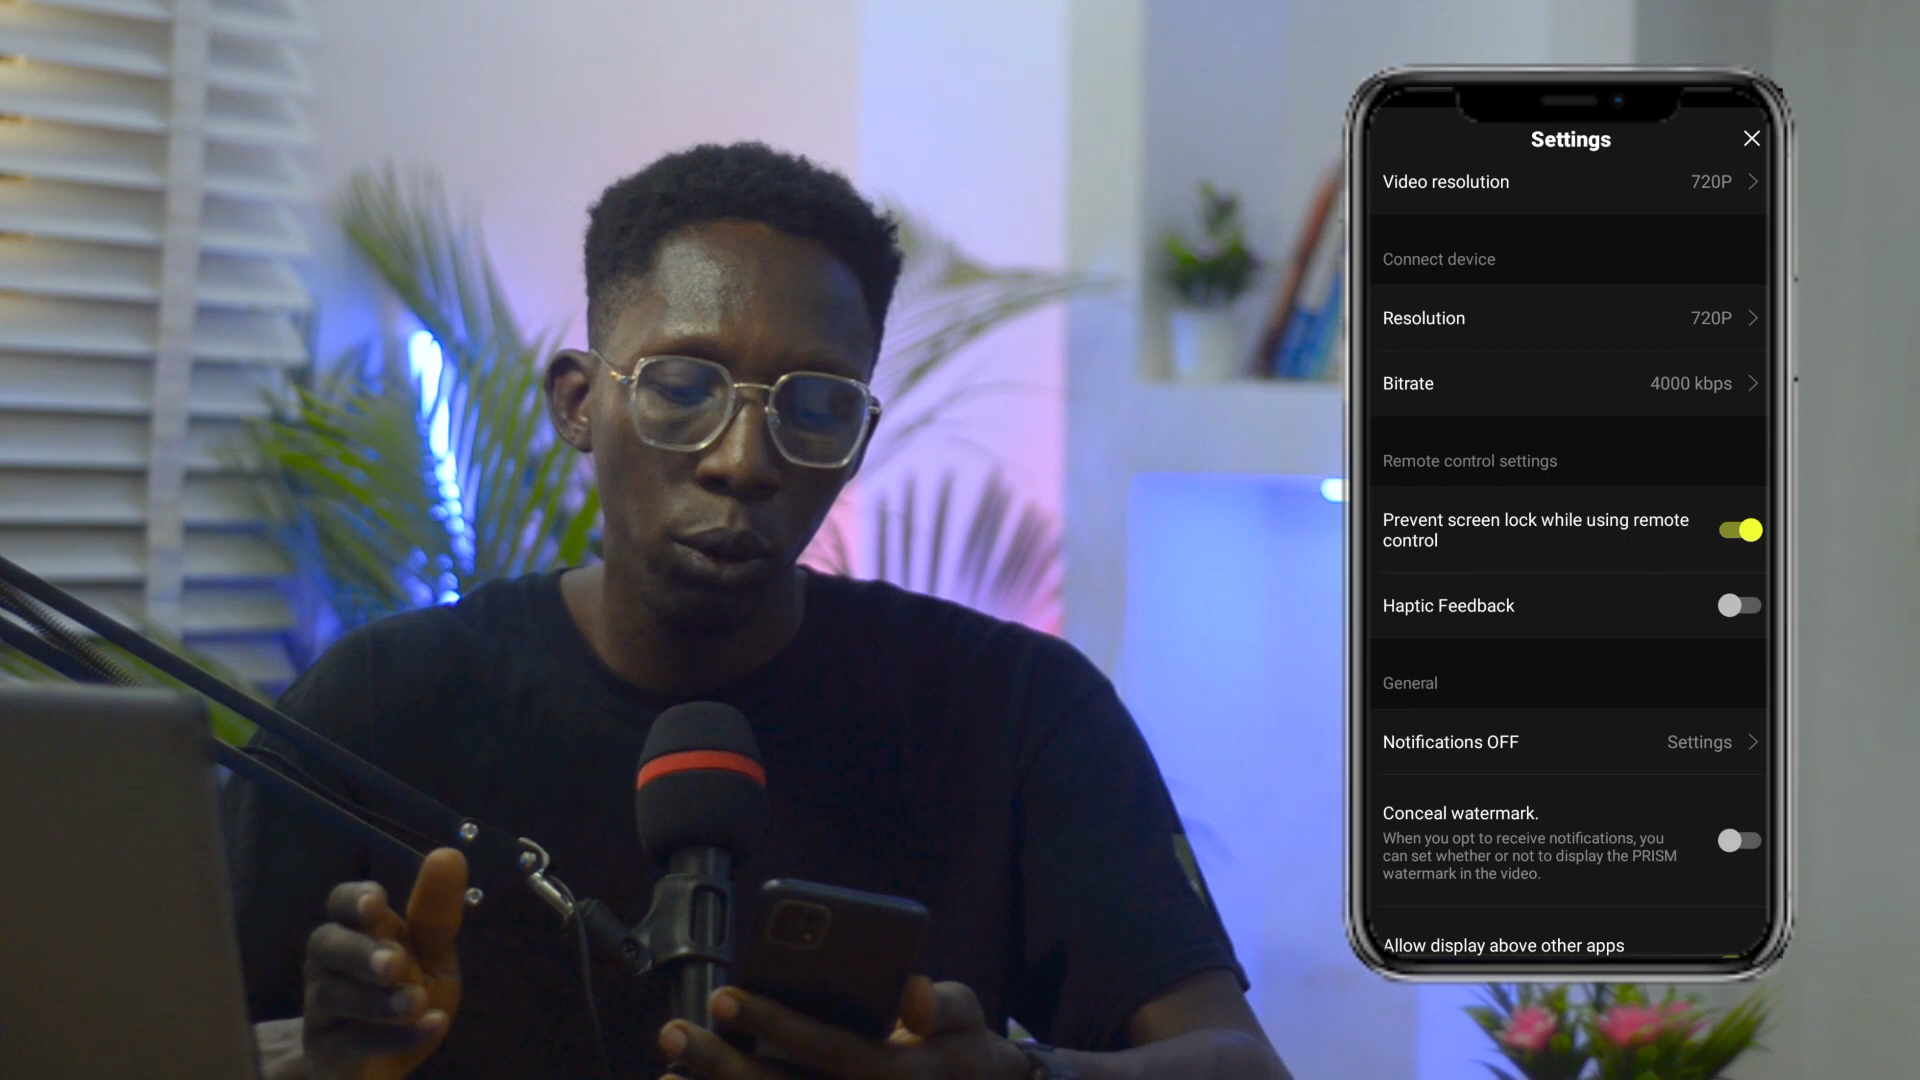 Settings
Video resolution 720P
Connect device
Resolution 720P
Bitrate 4000 kbps
Remote control settings
Prevent screen lock while using remote
control
Haptic Feedback
General
Notifications OFF Settings
Conceal watermark.
When you opt to receive notifications, you
can set whether or not to display the PRISM
watermark in the video.
Allow display above other apps